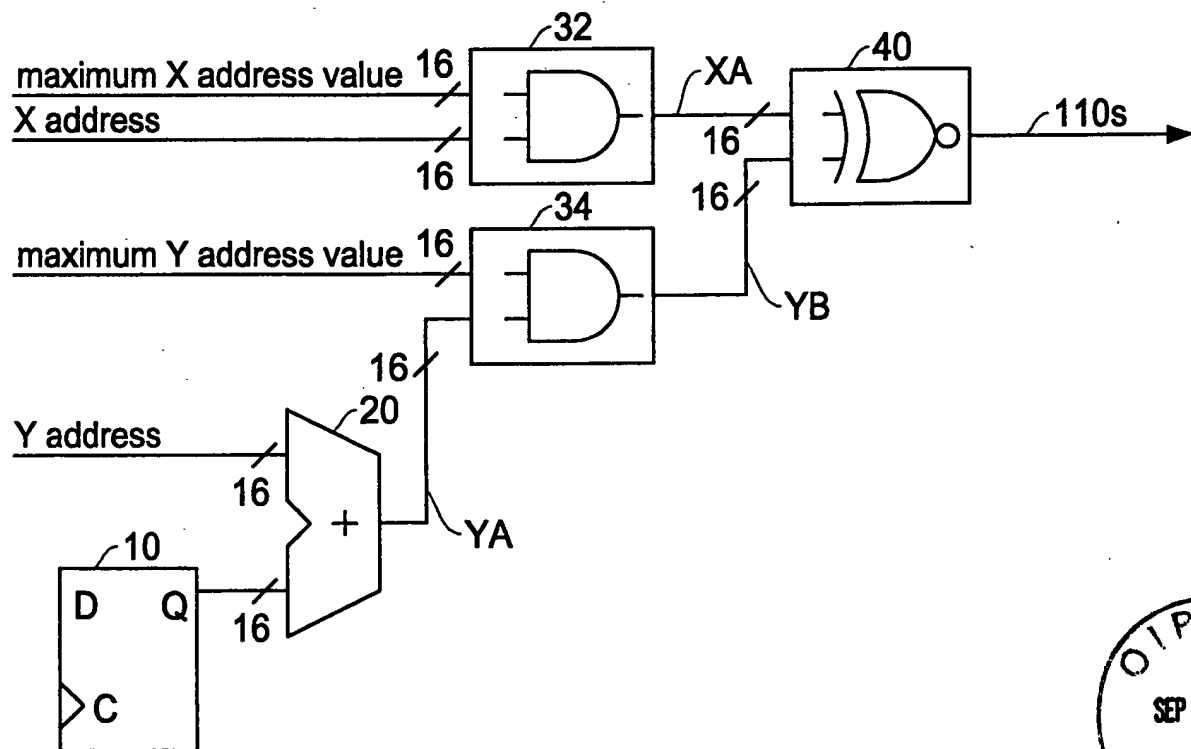 32
maximum X address value 16
X address
16
XA
16
40
110s
34
maximum Y address value 16
16
YB
16
20
Y address
16
+
YA
10
D Q
16
C
O I P
SEP